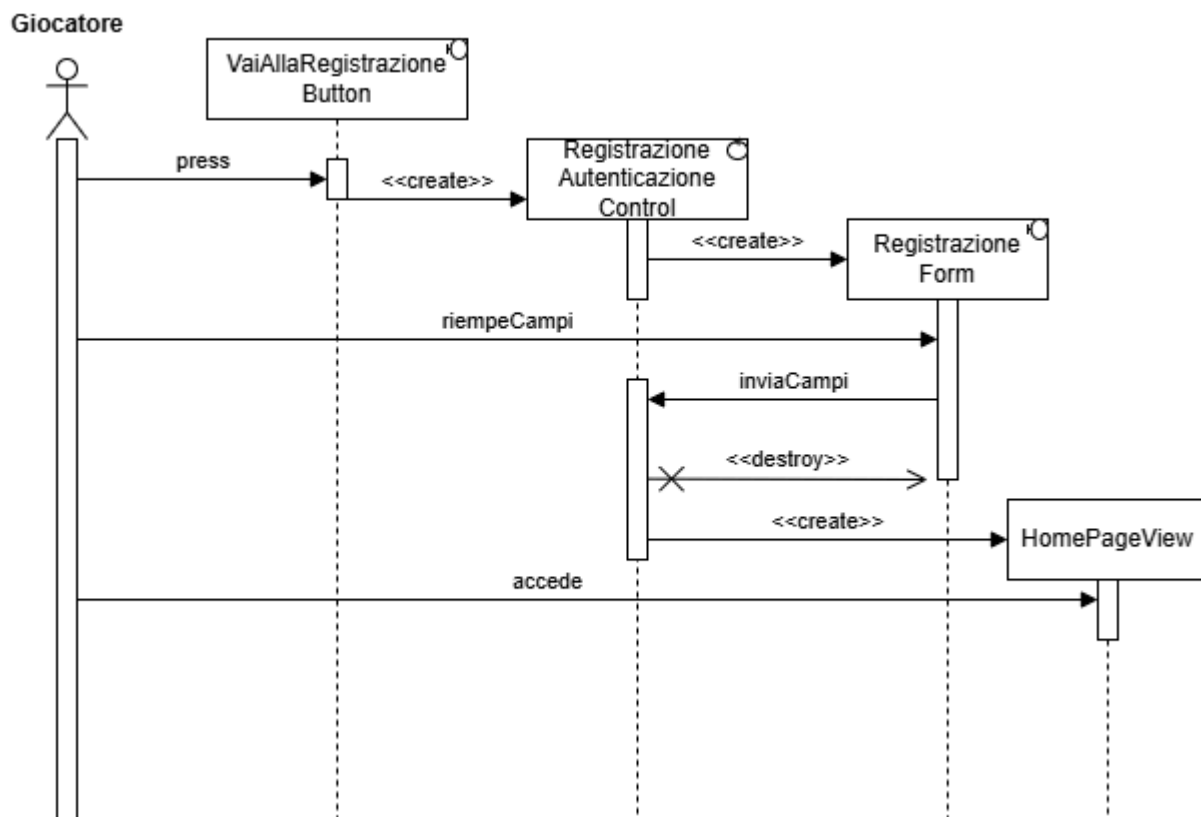 Giocatore
VaiAllaRegistrazione
Button
press
<<create>>
Registrazione
Autenticazione
Control
<<create>>
Registrazione
Form
riempeCampi
inviaCampi
<<destroy>>
<<create>>
HomePageView
accede